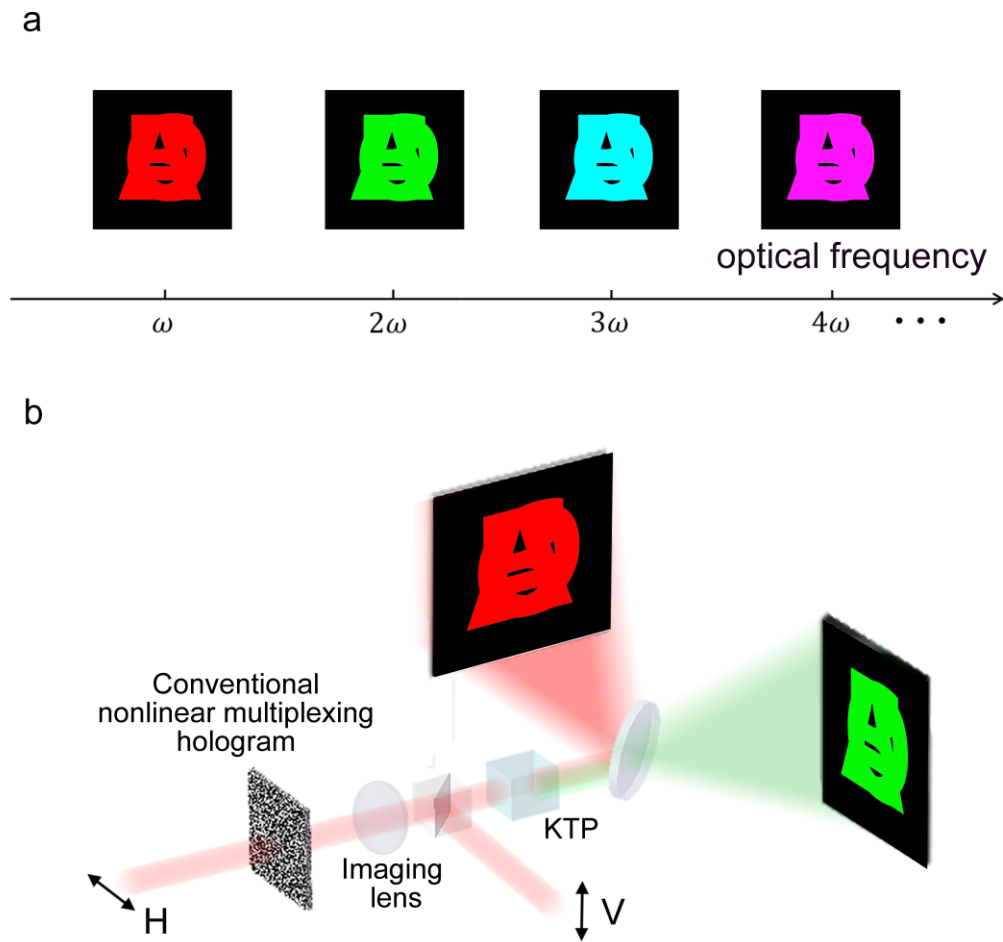 a
optical frequency
ω
2ω
3ω
4ω
• • •
b
Conventional
nonlinear multiplexing
hologram
KTP
Imaging
lens
H
V